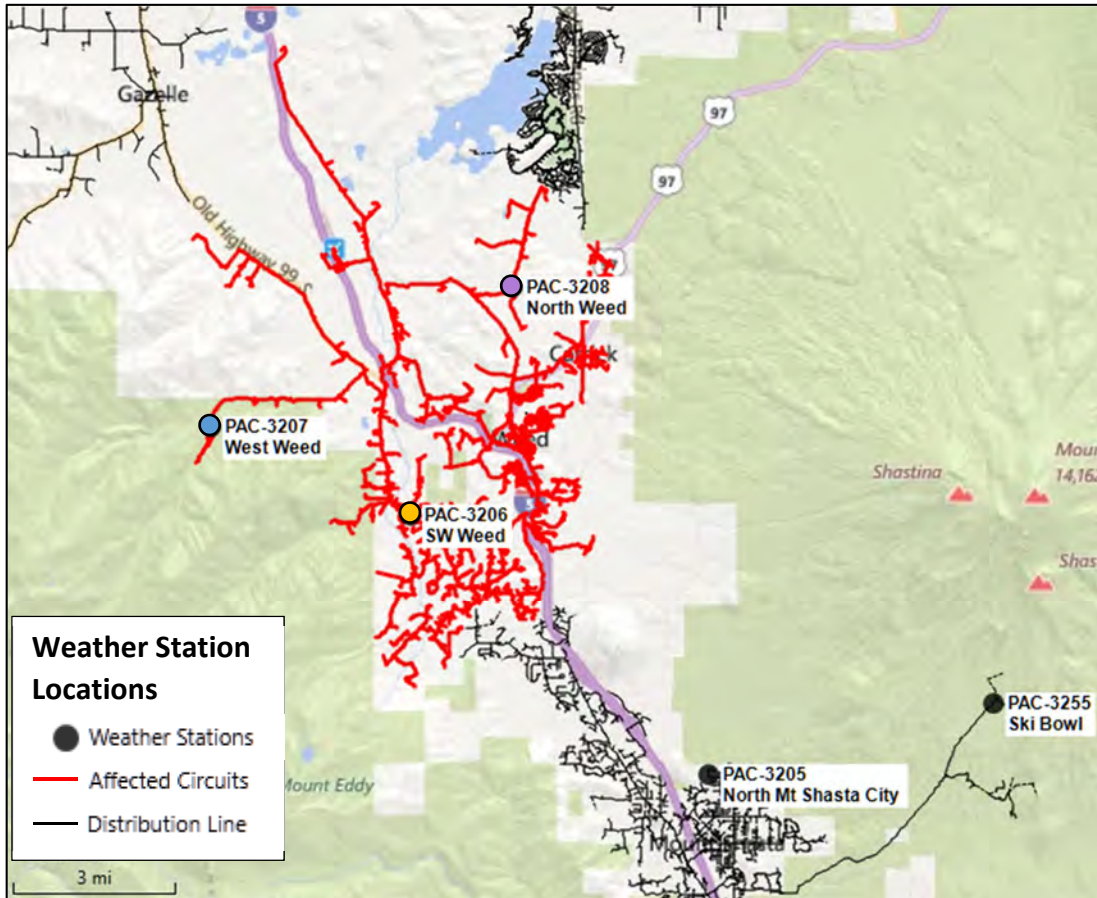 5
Gazelle
97
97
Old Highway 99
PAC-3208
North Weed
PAC-3207
West Weed
Weed
Shastina
14,162
PAC-3206
SW Weed
5
PAC-3255
Ski Bowl
PAC-3205
North Mt Shasta City
Mount Eddy
Weather Station
Locations
Weather Stations
Affected Circuits
Distribution Line
3 mi